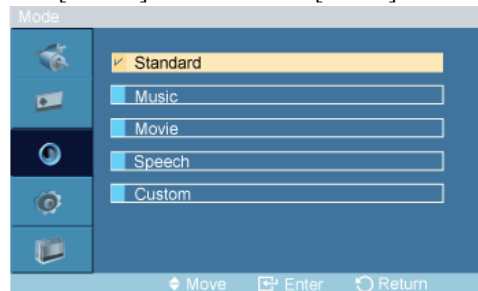 Mode
Standard
Music
Movie
Speech
Custom
Move Enter Return